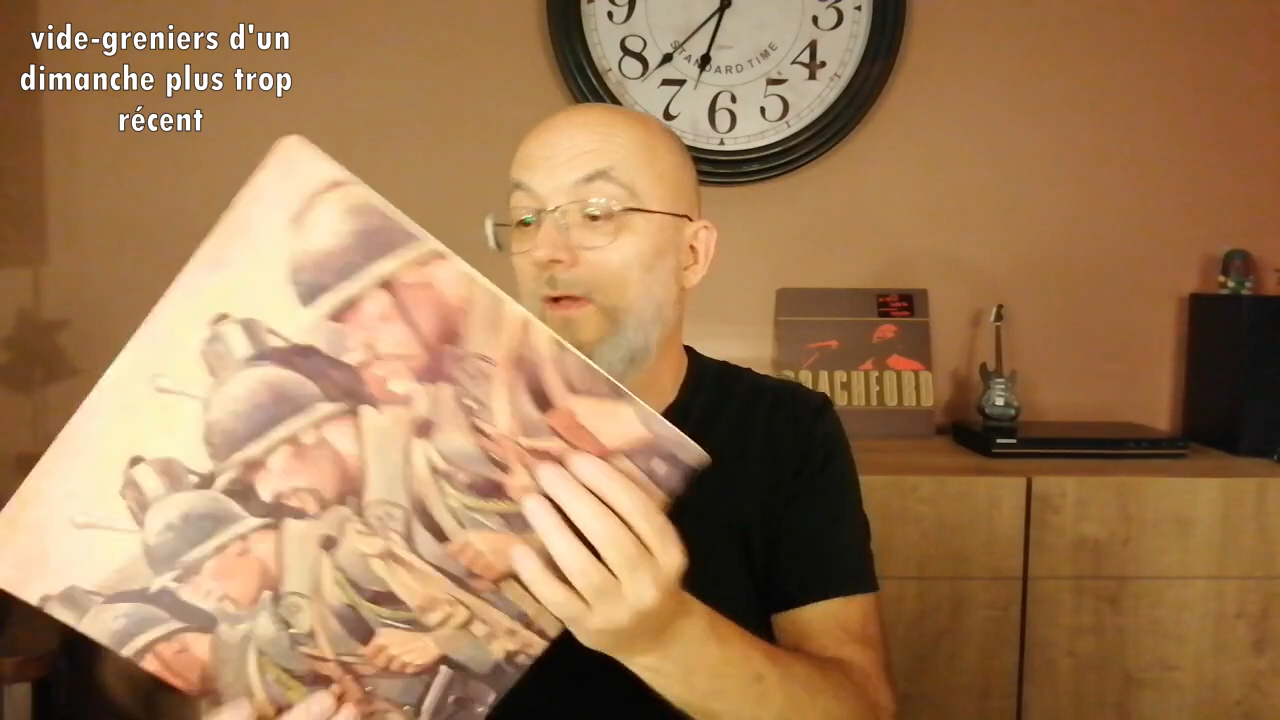 vide-greniers d'un
dimanche plus trop
récent
9
3
8
4
STANDARD TIME
7
6
5
ROACHFORD